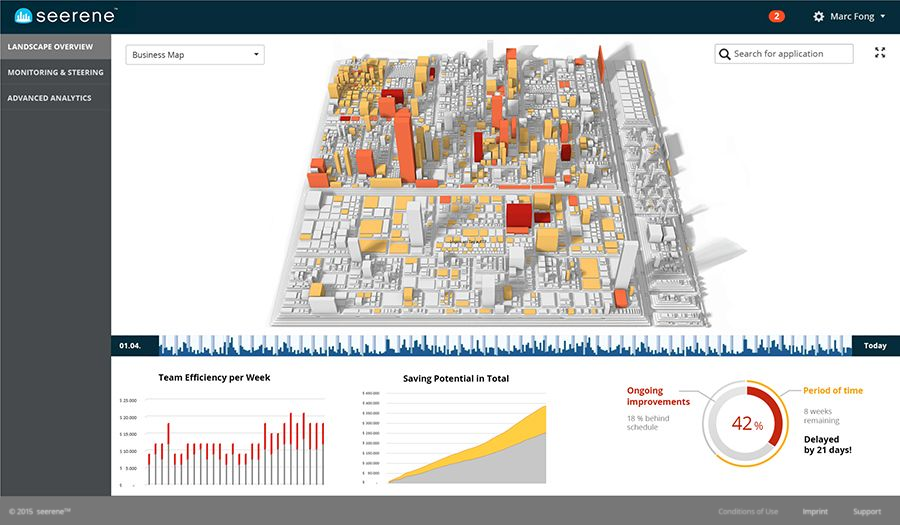 seerene™
2
Marc Fong
LANDSCAPE OVERVIEW
MONITORING & STEERING
ADVANCED ANALYTICS
Business Map
Search for application
01.04.
Today
Team Efficiency per Week
$ 25.000
$ 20.000
$ 15.000
$ 10.000
$ 5.000
Saving Potential in Total
$ 450.000
$ 400.000
$ 350.000
$ 300.000
$ 250.000
$ 200.000
$ 150.000
$ 100.000
$ 50.000
Ongoing
improvements
18 % behind
schedule
42 %
Period of time
8 weeks
remaining
Delayed
by 21 days!
© 2015 seerene™
Conditions of Use
Imprint
Support